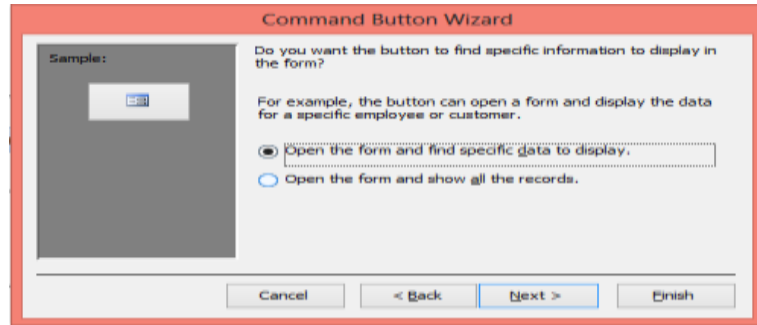 Command Button Wizard
Sample:
Do you want the button to find specific information to display in
the form?
For example, the button can open a form and display the data
for a specific employee or customer.
Open the form and find specific data to display.
Open the form and show all the records.
Cancel
< Back
Next >
Finish